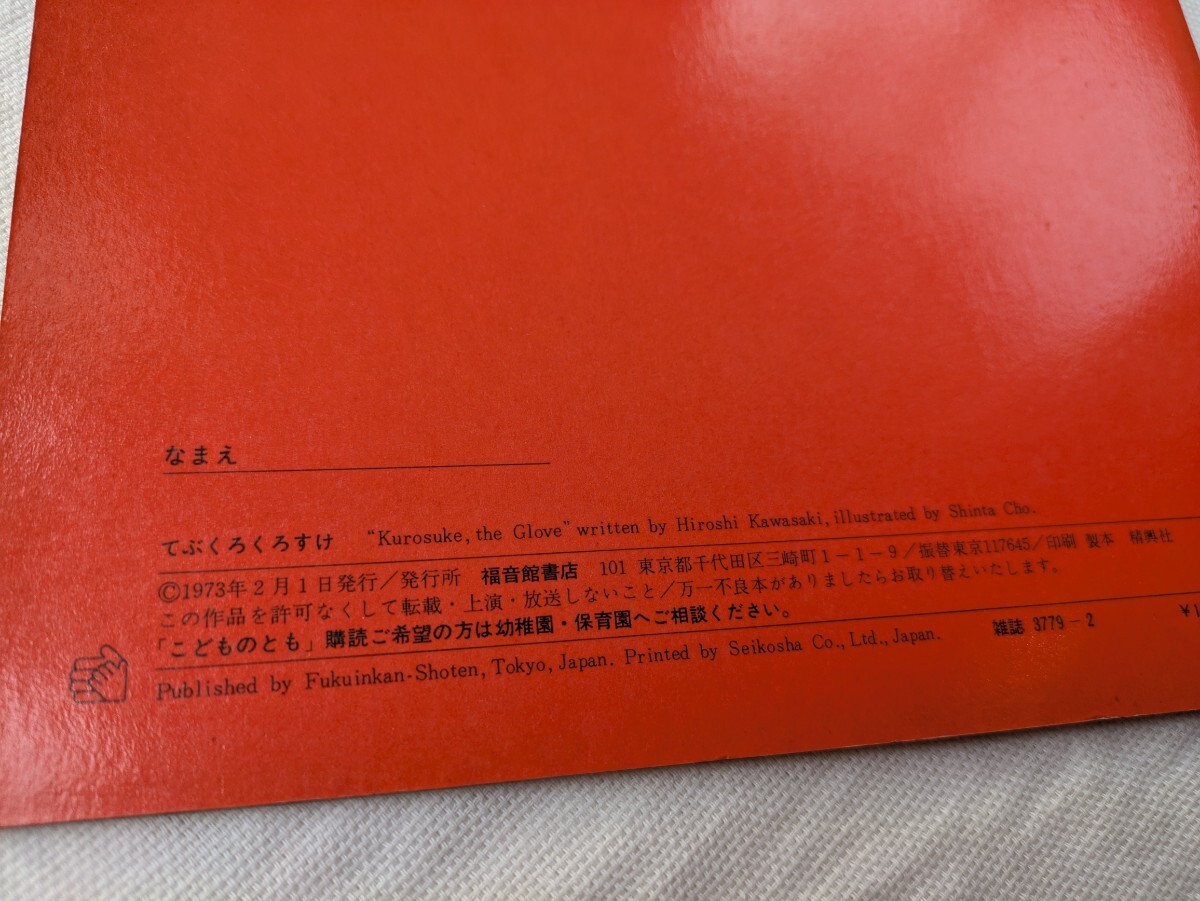 なまえ
てぶくろくろすけ “Kurosuke, the Glove” written by Hiroshi Kawasaki, illustrated by Shinta Cho.
©1973年2月1日発行／発行所 福音館書店 101 東京都千代田区三崎町1－1－9／振替東京117645／印刷 製本 精興社
この作品を許可なくして転載・上演・放送しないこと／万一不良本がありましたらお取り替えいたします。
「こどものとも」購読ご希望の方は幼稚園・保育園へご相談ください。
Published by Fukuinkan-Shoten, Tokyo, Japan. Printed by Seikosha Co., Ltd., Japan. 雑誌 3779－2 ¥